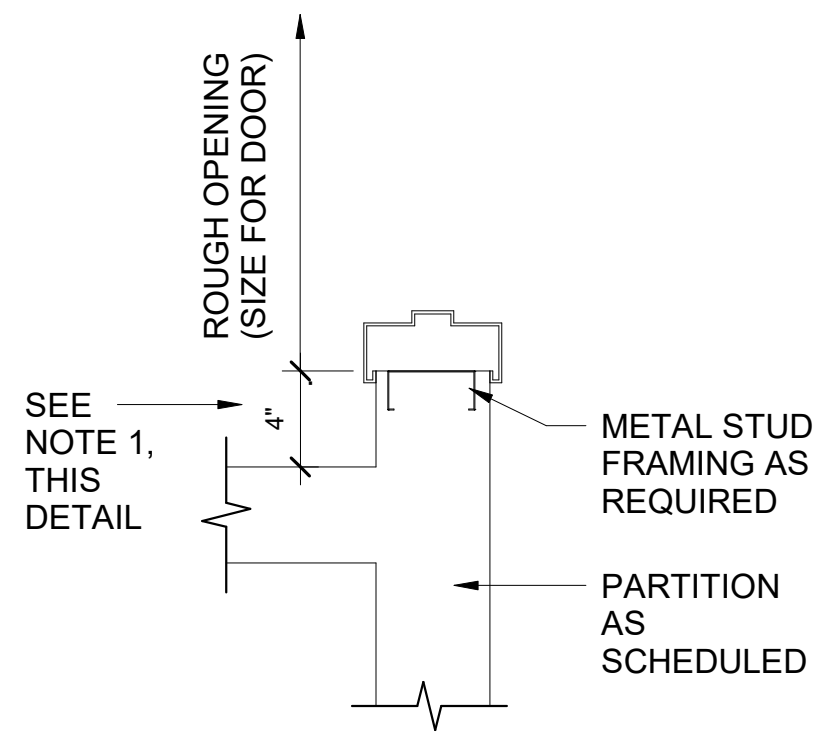 ROUGH OPENING
(SIZE FOR DOOR)
SEE
NOTE 1,
THIS
DETAIL
4"
METAL STUD
FRAMING AS
REQUIRED
PARTITION
AS
SCHEDULED